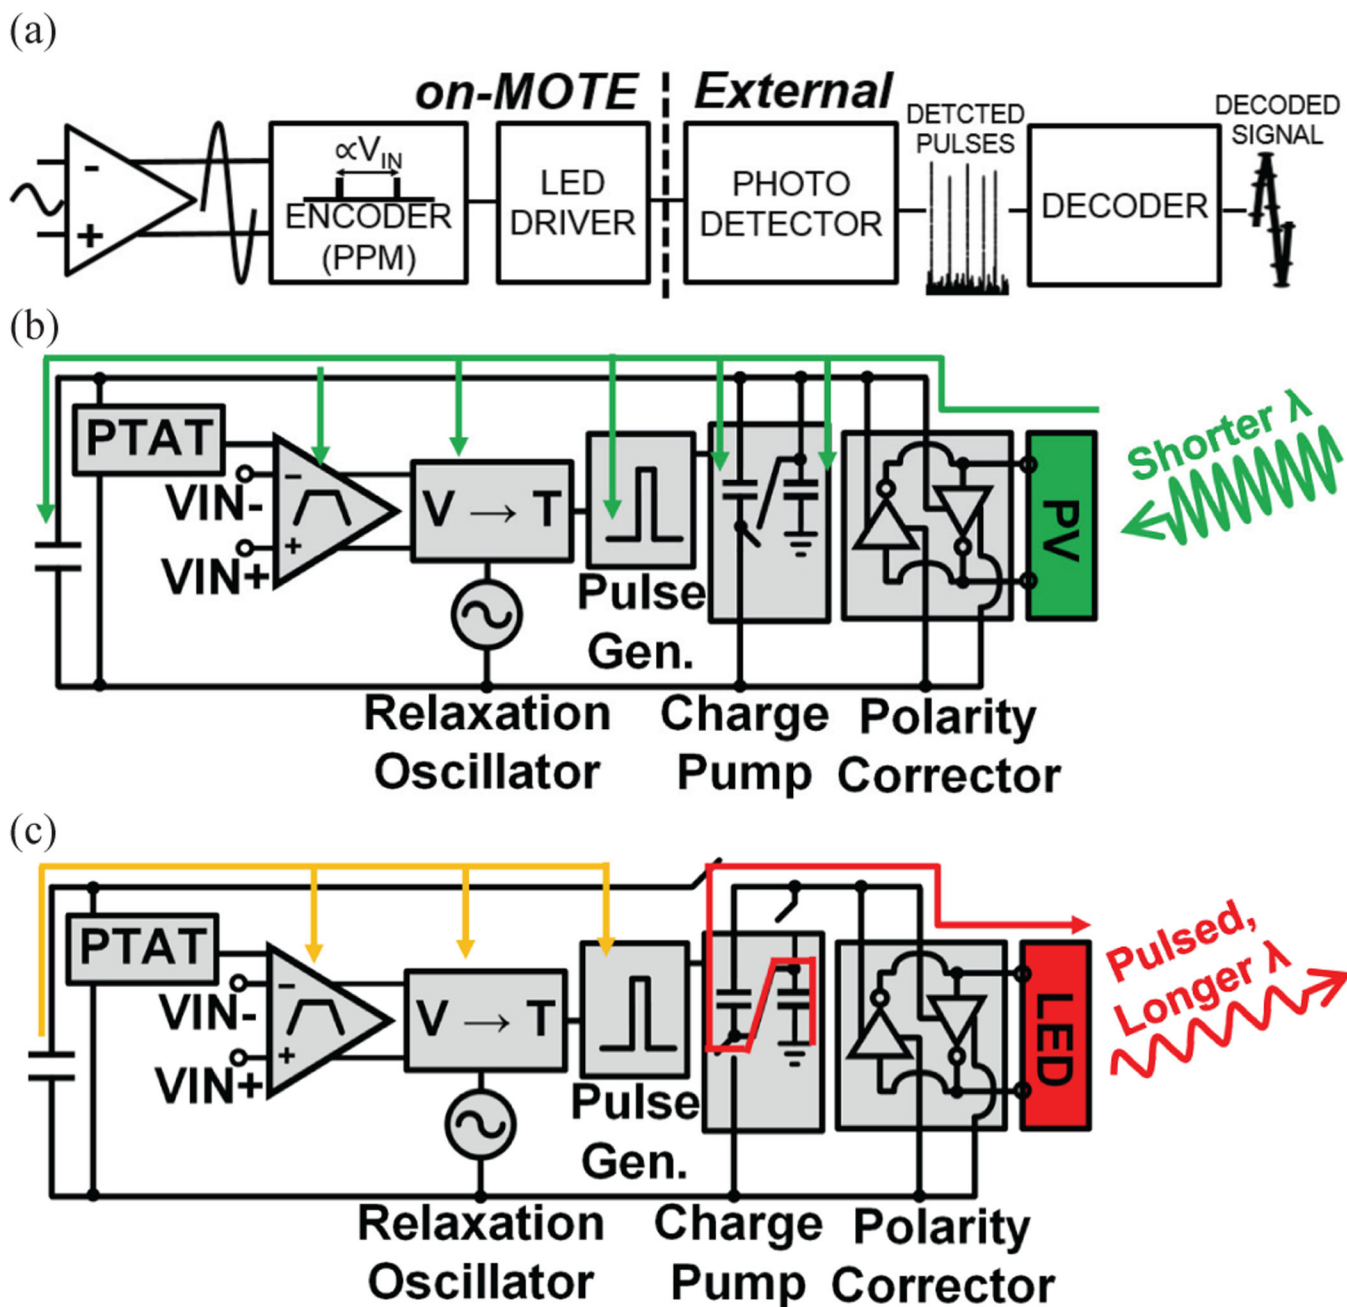 (a)
on-MOTE External
DETCTED
PULSES
DECODED
SIGNAL
-
+
∝VIN
ENCODER
(PPM)
LED
DRIVER
PHOTO
DETECTOR
DECODER
(b)
PTAT
VIN-
VIN+
-
+
V → T
Pulse
Gen.
PV
Shorter λ
Relaxation
Oscillator
Charge
Pump
Polarity
Corrector
(c)
PTAT
VIN-
VIN+
-
+
V → T
Pulse
Gen.
LED
Pulsed,
Longer λ
Relaxation
Oscillator
Charge
Pump
Polarity
Corrector